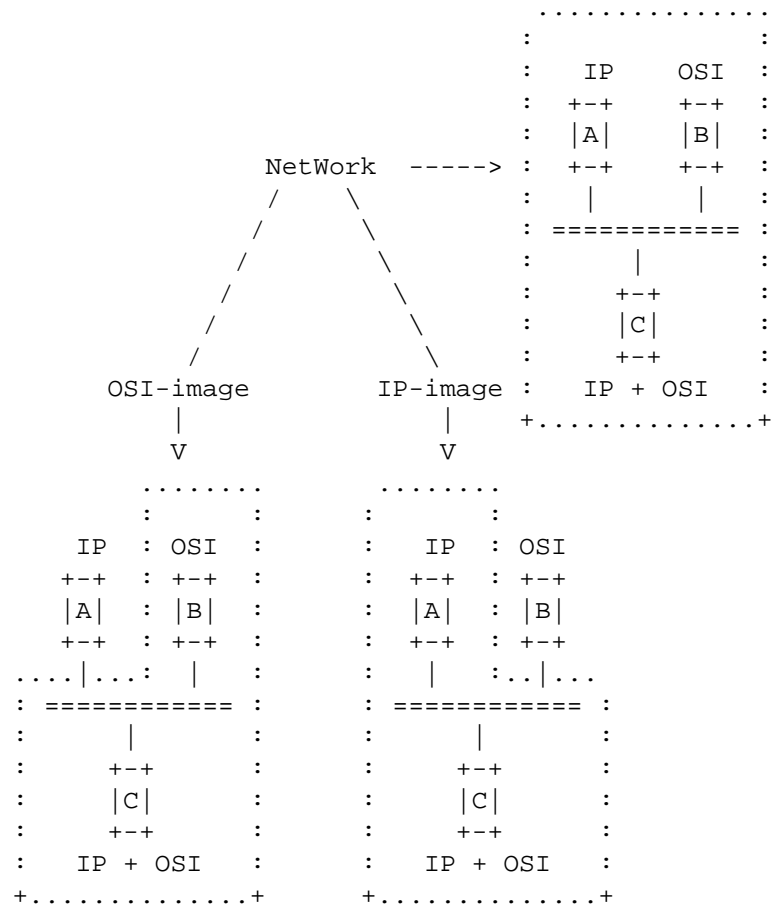 IP OSI
A B
NetWork
C
OSI-image IP-image IP + OSI
V V
IP OSI IP OSI
A B A B
C C
IP + OSI IP + OSI